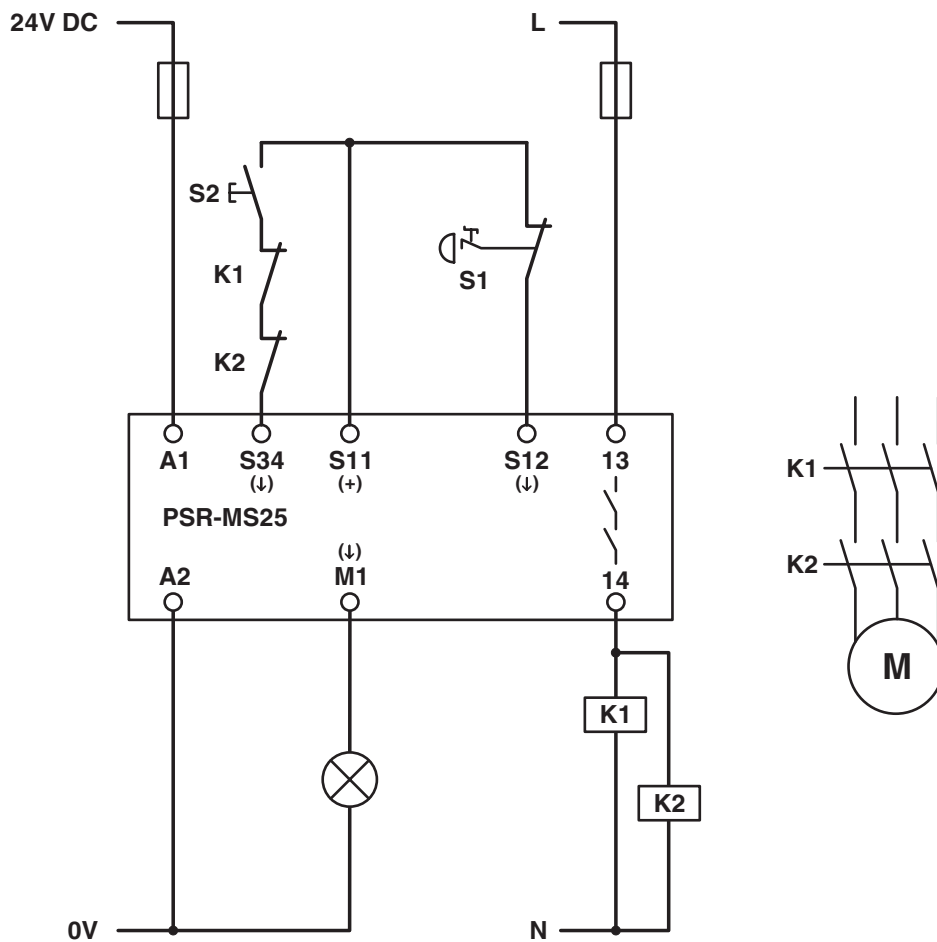 24V DC
L
S2
K1
S1
K2
A1
S34
S11
S12
13
(↓)
(+)
(↓)
PSR-MS25
(↓)
A2
M1
14
K1
K2
0V
N
K1
K2
M